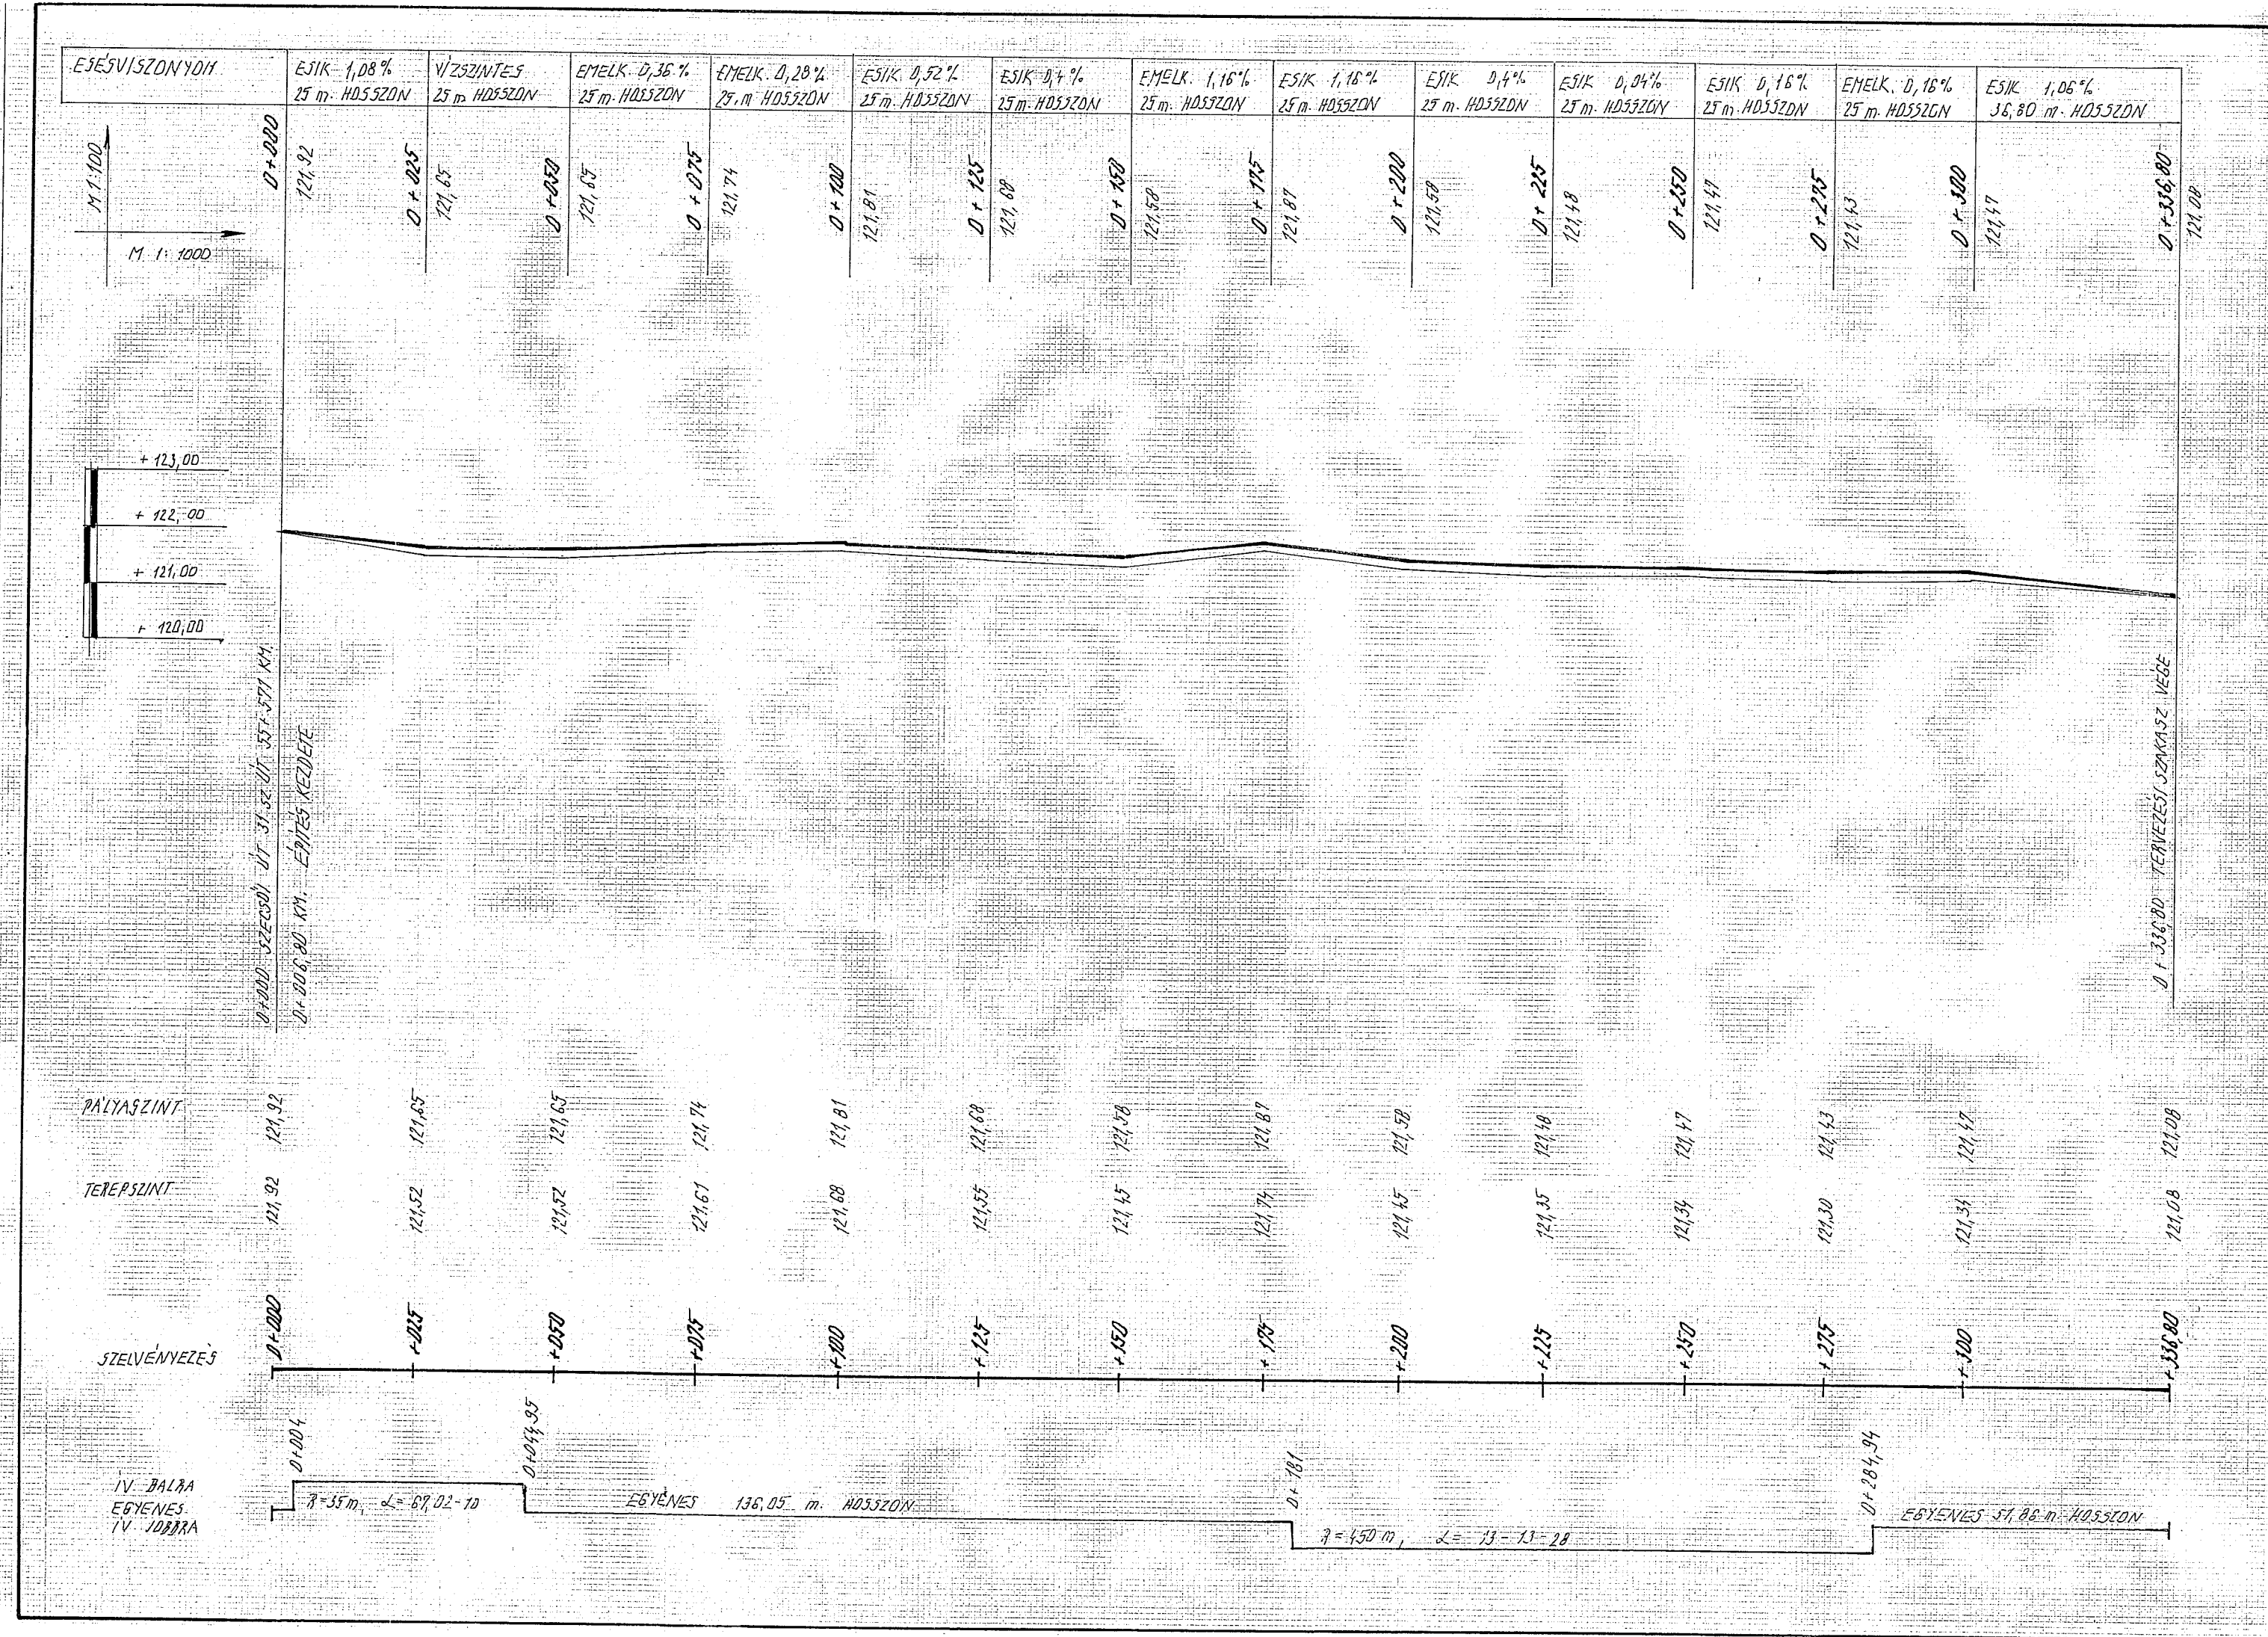 ESÉSVISZONYOK
ESIK 1,08%
25 m. HOSSZON
VÍZSZINTES
25 m HOSSZON
EMELK. 0,36%
25 m. HOSSZON
EMELK. 0,28%
25. m HOSSZON
ESIK 0,52%
25 m. HOSSZON
ESIK 0,4%
25 m. HOSSZON
EMELK. 1,16%
25 m. HOSSZON
ESIK 1,16%
25 m. HOSSZON
ESIK 0,4%
25 m. HOSSZON
ESIK 0,04%
25 m. HOSSZON
ESIK 0,16%
25 m. HOSSZON
EMELK. 0,16%
25 m. HOSSZON
ESIK 1,06%
36,80 m. HOSSZON
M 1:100
M 1:1000
0+000
121,92
0+025
121,65
0+050
121,65
0+075
121,74
0+100
121,81
0+125
121,68
0+150
121,58
0+175
121,87
0+200
121,58
0+225
121,48
0+250
121,47
0+275
121,43
0+300
121,47
0+336,80
121,08
+ 123,00
+ 122,00
+ 121,00
+ 120,00
0+000 SZÉCSŐI ÚT 31. SZ. ÚT 55+571 KM.
0+006,80 KM. ÉPÍTÉS KEZDETE
0+336,80 TERVEZÉSI SZAKASZ VÉGE
PÁLYASZINT
121,92 121,65 121,65 121,74 121,81 121,68 121,58 121,87 121,58 121,48 121,47 121,43 121,47 121,08
TEREPSZINT
121,92 121,52 121,52 121,61 121,68 121,55 121,45 121,74 121,45 121,35 121,34 121,30 121,34 121,08
SZELVÉNYEZÉS
0+000 +025 +050 +075 +100 +125 +150 +175 +200 +225 +250 +275 +300 +336,80
0+004
0+044,95
0+181
0+284,94
ÍV BALRA
EGYENES
ÍV JOBBRA
R=35 m, α= 67,02-10
EGYENES 136,05 m. HOSSZON
R=450 m, α= 13-13-28
EGYENES 51,86 m. HOSSZON